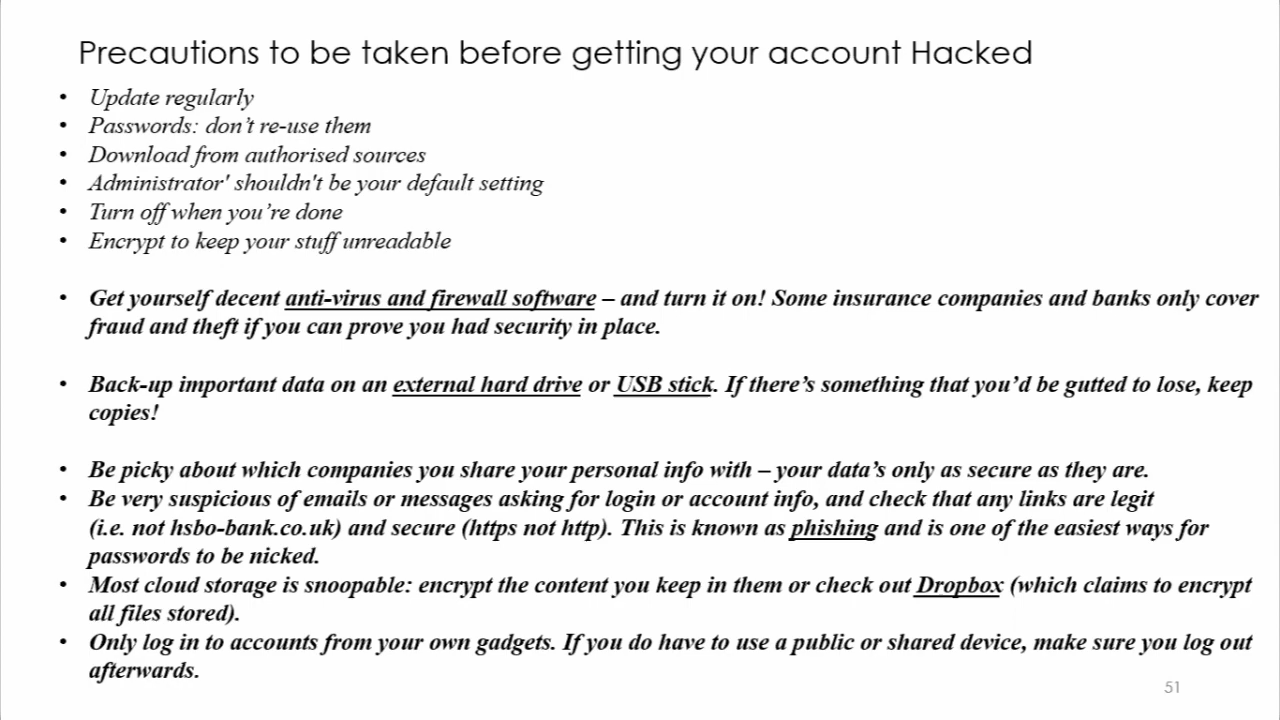 Precautions to be taken before getting your account Hacked
• Update regularly
• Passwords: don’t re-use them
• Download from authorised sources
• Administrator' shouldn't be your default setting
• Turn off when you’re done
• Encrypt to keep your stuff unreadable
• Get yourself decent anti-virus and firewall software – and turn it on! Some insurance companies and banks only cover
fraud and theft if you can prove you had security in place.
• Back-up important data on an external hard drive or USB stick. If there’s something that you’d be gutted to lose, keep
copies!
• Be picky about which companies you share your personal info with – your data’s only as secure as they are.
• Be very suspicious of emails or messages asking for login or account info, and check that any links are legit
(i.e. not hsbo-bank.co.uk) and secure (https not http). This is known as phishing and is one of the easiest ways for
passwords to be nicked.
• Most cloud storage is snoopable: encrypt the content you keep in them or check out Dropbox (which claims to encrypt
all files stored).
• Only log in to accounts from your own gadgets. If you do have to use a public or shared device, make sure you log out
afterwards.
51